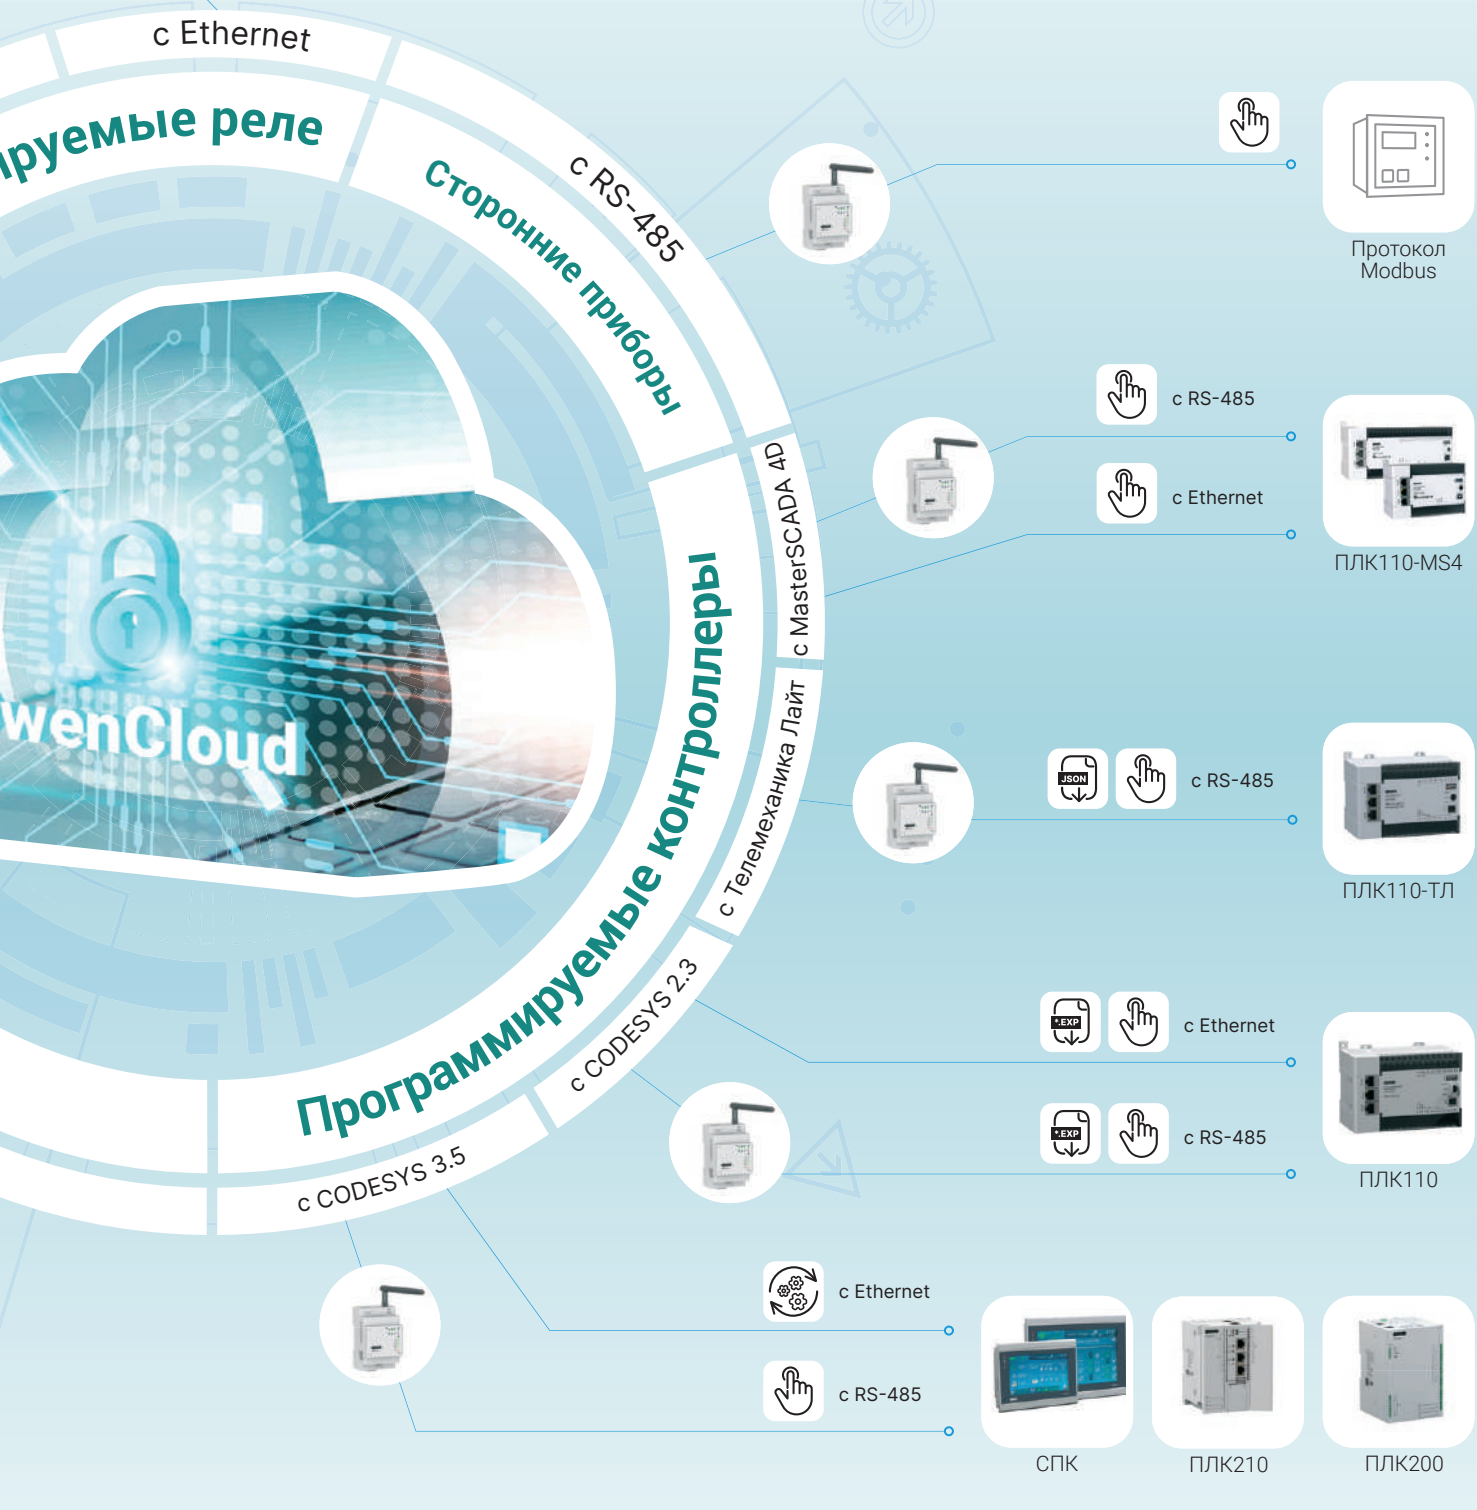 с Ethernet
ируемые реле
Сторонние приборы
с RS-485
Протокол
Modbus
с RS-485
с Ethernet
ПЛК110-MS4
с MasterSCADA 4D
Программируемые контроллеры
wenCloud
с Телемеханика Лайт
JSON
с RS-485
ПЛК110-ТЛ
с CODESYS 2.3
*.EXP
с Ethernet
*.EXP
с RS-485
ПЛК110
с CODESYS 3.5
с Ethernet
с RS-485
СПК
ПЛК210
ПЛК200